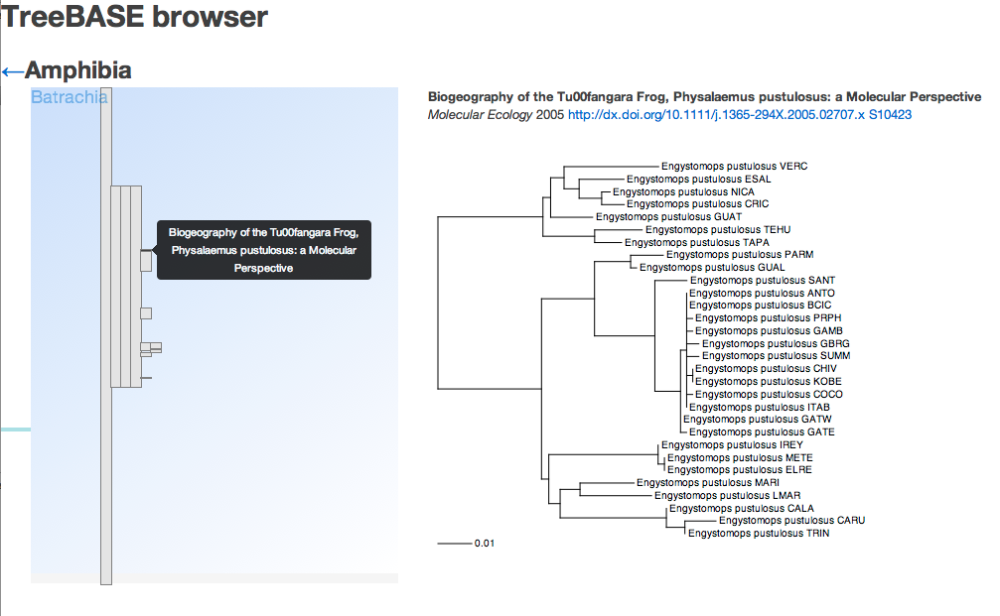 TreeBASE browser
←Amphibia
Batrachia
Biogeography of the Tu00fangara Frog,
Physalaemus pustulosus: a Molecular
Perspective
Biogeography of the Tu00fangara Frog, Physalaemus pustulosus: a Molecular Perspective
Molecular Ecology 2005 http://dx.doi.org/10.1111/j.1365-294X.2005.02707.x S10423
Engystomops pustulosus VERC
Engystomops pustulosus ESAL
Engystomops pustulosus NICA
Engystomops pustulosus CRIC
Engystomops pustulosus GUAT
Engystomops pustulosus TEHU
Engystomops pustulosus TAPA
Engystomops pustulosus PARM
Engystomops pustulosus GUAL
Engystomops pustulosus SANT
Engystomops pustulosus ANTO
Engystomops pustulosus BCIC
Engystomops pustulosus PRPH
Engystomops pustulosus GAMB
Engystomops pustulosus GBRG
Engystomops pustulosus SUMM
Engystomops pustulosus CHIV
Engystomops pustulosus KOBE
Engystomops pustulosus COCO
Engystomops pustulosus ITAB
Engystomops pustulosus GATW
Engystomops pustulosus GATE
Engystomops pustulosus IREY
Engystomops pustulosus METE
Engystomops pustulosus ELRE
Engystomops pustulosus MARI
Engystomops pustulosus LMAR
Engystomops pustulosus CALA
Engystomops pustulosus CARU
Engystomops pustulosus TRIN
0.01